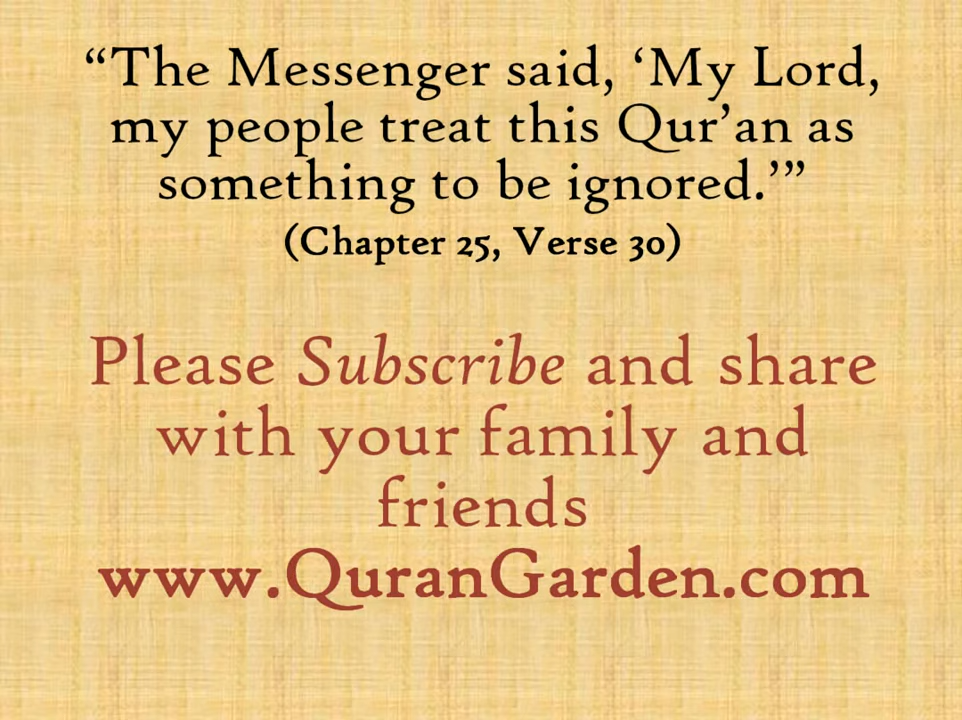 “The Messenger said, ‘My Lord,
my people treat this Qur’an as
something to be ignored.’”
(Chapter 25, Verse 30)
Please Subscribe and share
with your family and
friends
www.QuranGarden.com